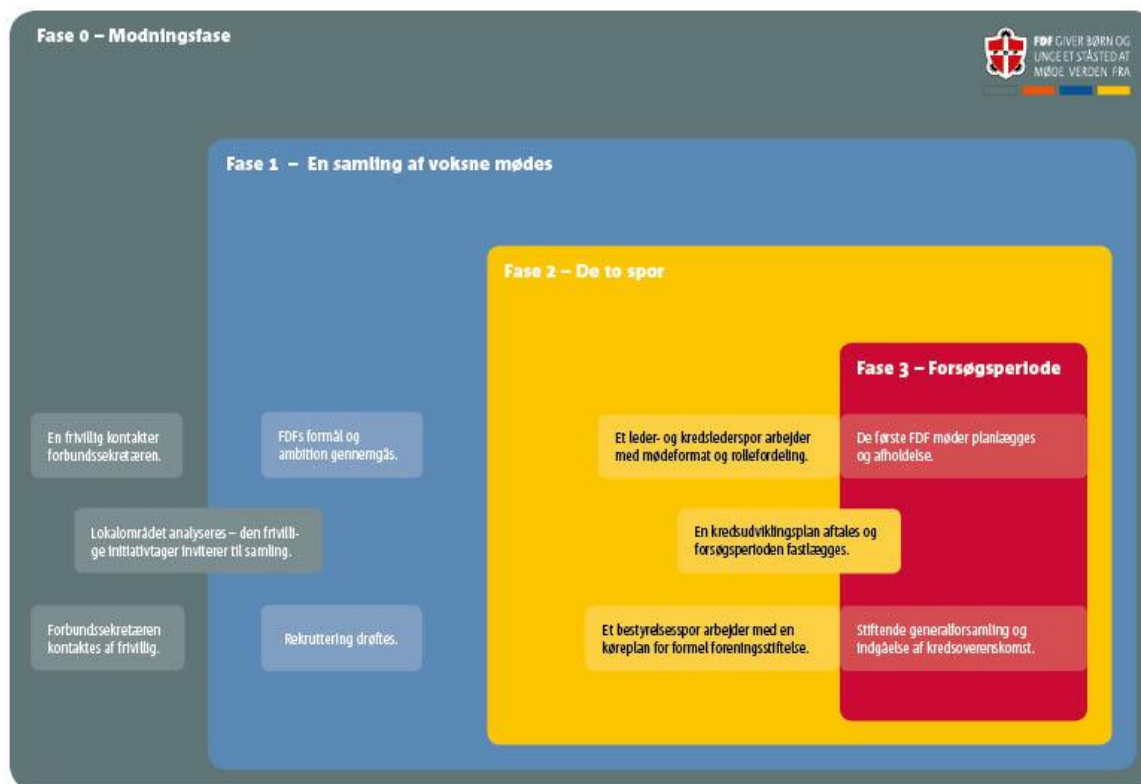 Fase 0 – Modningsfase
FDF GIVER BØRN OG
UNGE ET STÅSTED AT
MØDE VERDEN FRA
Fase 1 – En samling af voksne mødes
Fase 2 – De to spor
Fase 3 – Forsøgsperiode
En frivillig kontakter
forbundssekretæren.
FDFs formål og
ambition gennemgås.
Et leder- og kredslederspor arbejder
med mødeformat og rollefordeling.
De første FDF møder planlægges
og afholdelse.
Lokalområdet analyseres – den frivilli-
ge initiativtager inviterer til samling.
En kredsudviklingsplan aftales og
forsøgsperioden fastlægges.
Forbundssekretæren
kontaktes af frivillig.
Rekruttering drøftes.
Et bestyrelsesspor arbejder med en
køreplan for formel foreningsstiftelse.
Stiftende generalforsamling og
indgåelse af kredsoverenskomst.